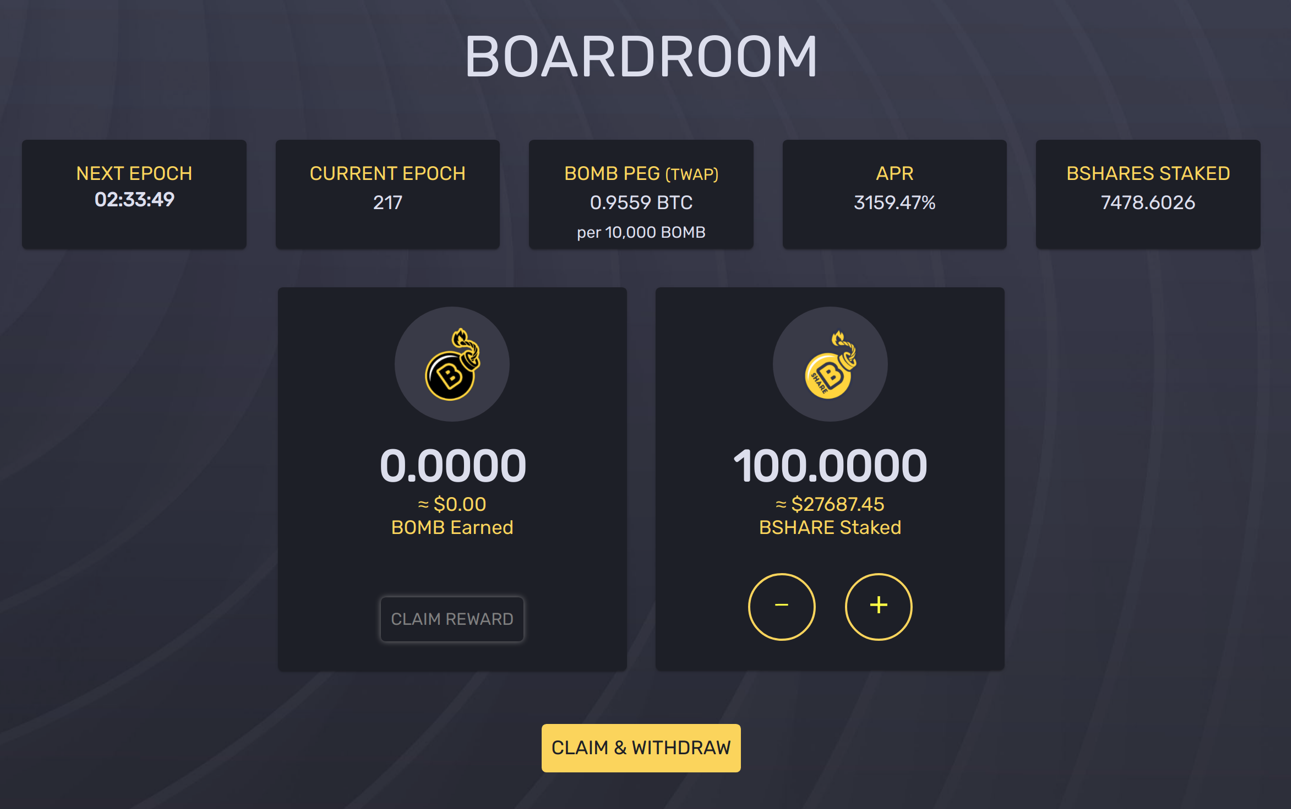 BOARDROOM
NEXT EPOCH
02:33:49
CURRENT EPOCH
217
BOMB PEG (TWAP)
0.9559 BTC
per 10,000 BOMB
APR
3159.47%
BSHARES STAKED
7478.6026
B
0.0000
≈ $0.00
BOMB Earned
CLAIM REWARD
B
SHARE
100.0000
≈ $27687.45
BSHARE Staked
−
+
CLAIM & WITHDRAW